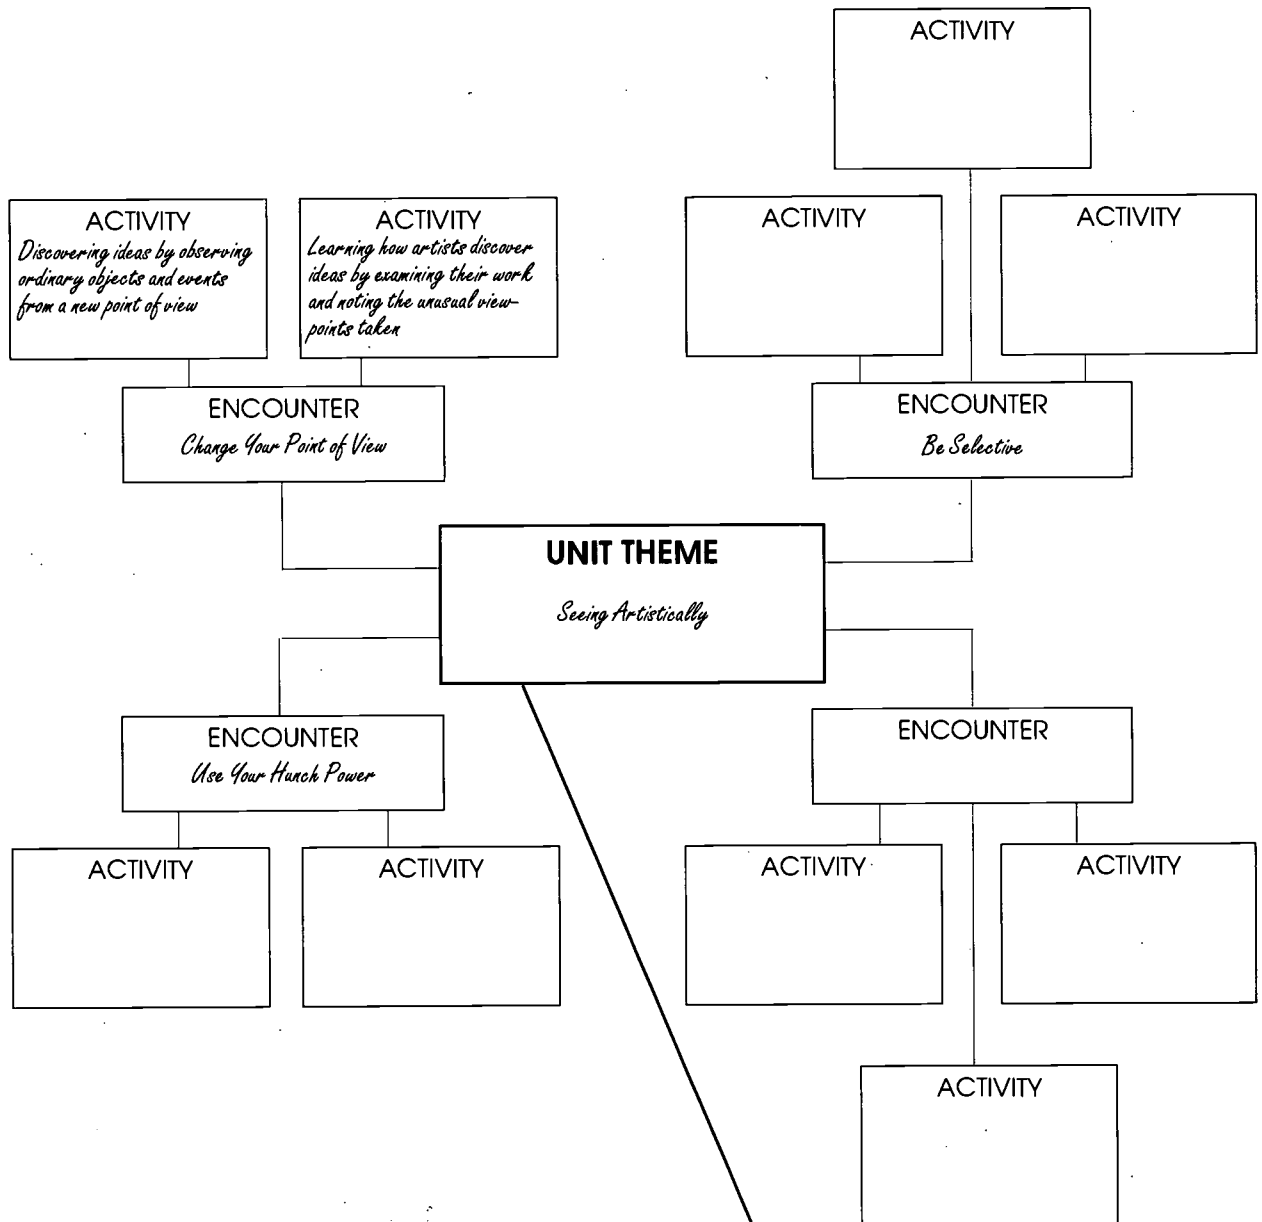 ACTIVITY
ACTIVITY
Discovering ideas by observing
ordinary objects and events
from a new point of view
ACTIVITY
Learning how artists discover
ideas by examining their work
and noting the unusual view-
points taken
ACTIVITY
ACTIVITY
ENCOUNTER
Change Your Point of View
ENCOUNTER
Be Selective
UNIT THEME
Seeing Artistically
ENCOUNTER
Use Your Hunch Power
ENCOUNTER
ACTIVITY
ACTIVITY
ACTIVITY
ACTIVITY
ACTIVITY